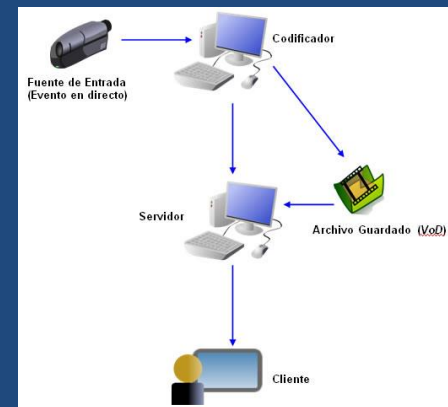 Codificador
Fuente de Entrada
(Evento en directo)
Servidor
Archivo Guardado (VoD)
Cliente